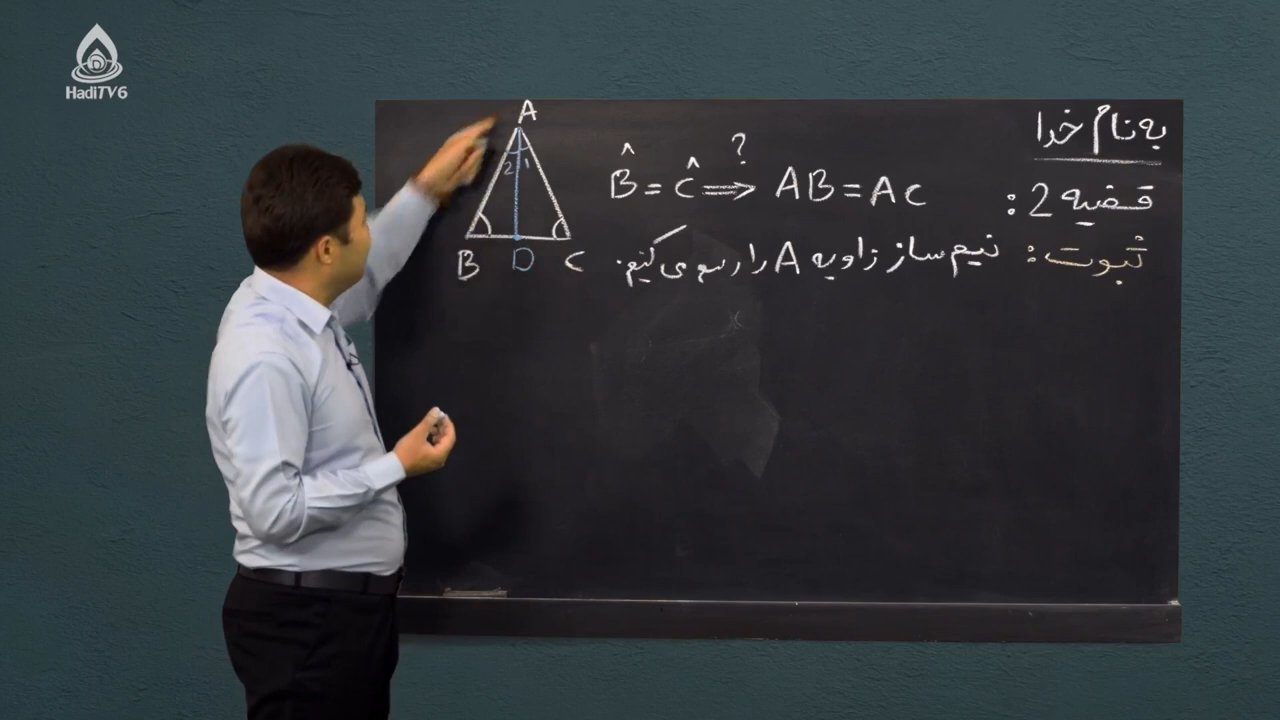 HadiTV6
به نام خدا
قضیه 2: B̂ = Ĉ ⇒ AB = AC
?
ثبوت: نیم ساز زاویه A را رسم می کنیم.
A
2 1
B D C